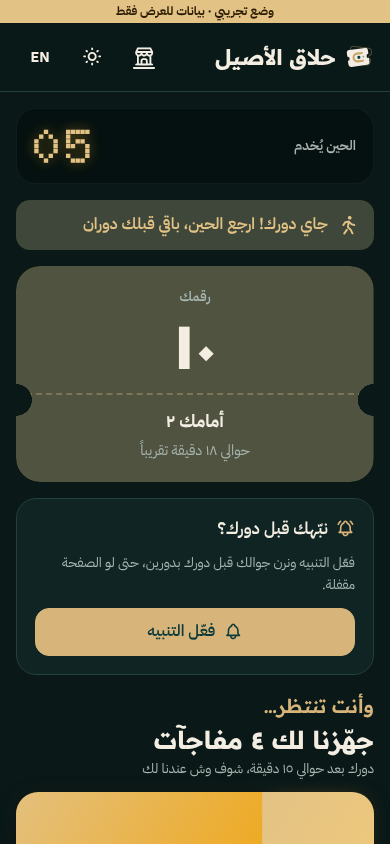 وضع تجريبي · بيانات للعرض فقط
حلاق الأصيل
EN
الحين يُخدم
05
جاي دورك! ارجع الحين، باقي قبلك دوران
رقمك
١٠
أمامك ٢
حوالي ١٨ دقيقة تقريباً
نبّهك قبل دورك؟
فعّل التنبيه ونرن جوالك قبل دورك بدورين، حتى لو الصفحة
مقفلة.
فعّل التنبيه
وأنت تنتظر...
جهّزنا لك ٤ مفاجآت
دورك بعد حوالي ١٥ دقيقة، شوف وش عندنا لك